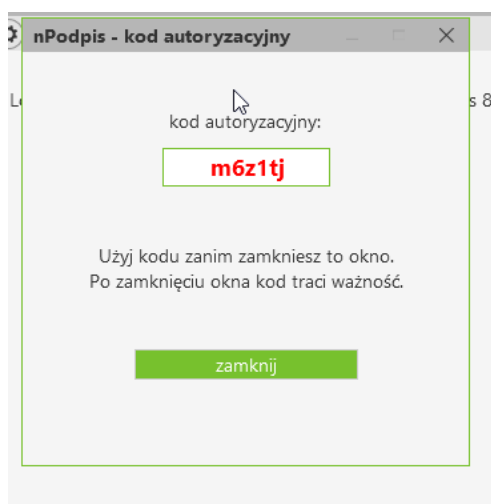 nPodpis - kod autoryzacyjny
kod autoryzacyjny:
m6z1tj
Użyj kodu zanim zamkniesz to okno.
Po zamknięciu okna kod traci ważność.
zamknij